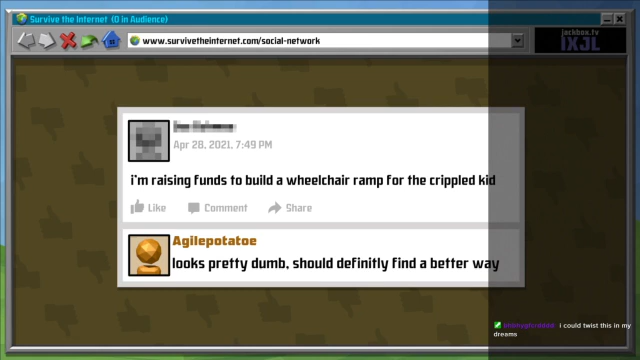 Survive the Internet (0 in Audience)
www.survivetheinternet.com/social-network
jackbox.tv
IXJL
Apr 28, 2021, 7:49 PM
i'm raising funds to build a wheelchair ramp for the crippled kid
Like Comment Share
Agilepotatoe
looks pretty dumb, should definitly find a better way
i could twist this in my
dreams